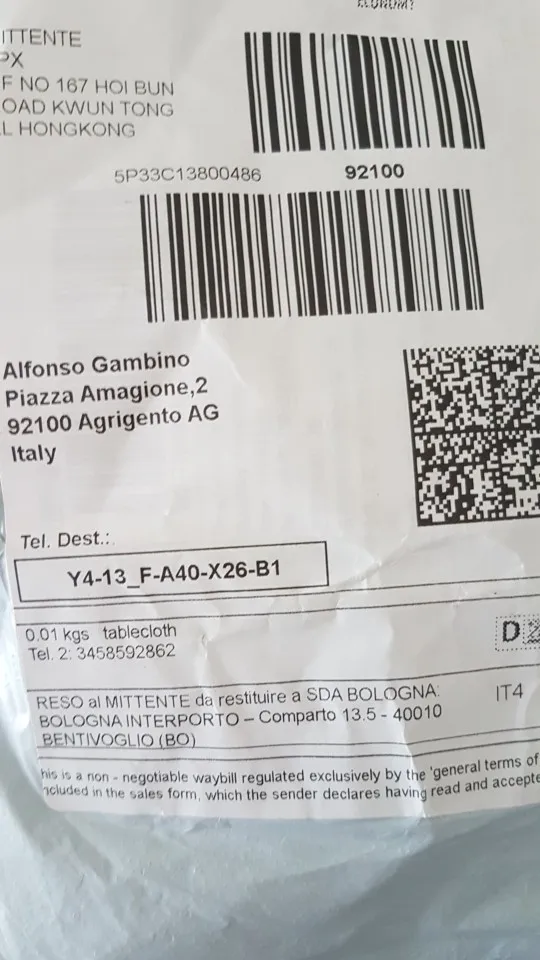 ITTENTE
PX
F NO 167 HOI BUN
OAD KWUN TONG
L HONGKONG
5P33C13800486
92100
Alfonso Gambino
Piazza Amagione,2
92100 Agrigento AG
Italy
Tel. Dest.:
Y4-13_F-A40-X26-B1
0.01 kgs tablecloth
Tel. 2: 3458592862
D
RESO al MITTENTE da restituire a SDA BOLOGNA:
BOLOGNA INTERPORTO – Comparto 13.5 - 40010
BENTIVOGLIO (BO)
IT4
his is a non - negotiable waybill regulated exclusively by the 'general terms of
ncluded in the sales form, which the sender declares having read and accepte